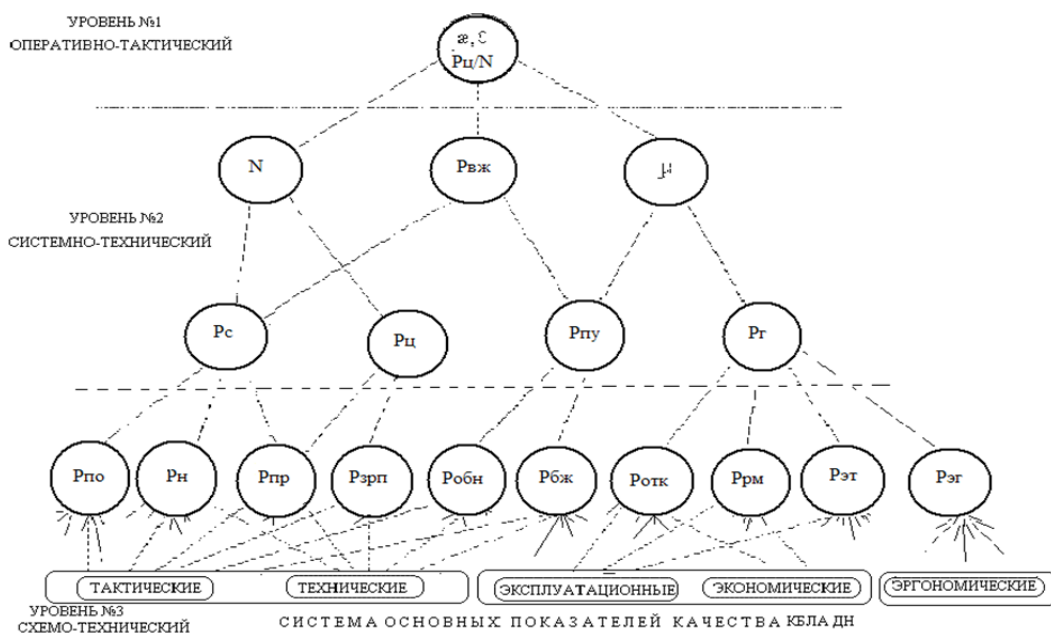 УРОВЕНЬ №1
ОПЕРАТИВНО-ТАКТИЧЕСКИЙ
æ,
Рц/N
N
Рвж
μ
УРОВЕНЬ №2
СИСТЕМНО-ТЕХНИЧЕСКИЙ
Рс
Рц
Рпу
Рг
Рпо
Рн
Рпр
Рзрп
Робн
Рбж
Ротк
Ррм
Рэт
Рэг
ТАКТИЧЕСКИЕ
ТЕХНИЧЕСКИЕ
ЭКСПЛУАТАЦИОННЫЕ
ЭКОНОМИЧЕСКИЕ
ЭРГОНОМИЧЕСКИЕ
УРОВЕНЬ №3
СХЕМО-ТЕХНИЧЕСКИЙ
СИСТЕМА ОСНОВНЫХ ПОКАЗАТЕЛЕЙ КАЧЕСТВА КБЛА ДН